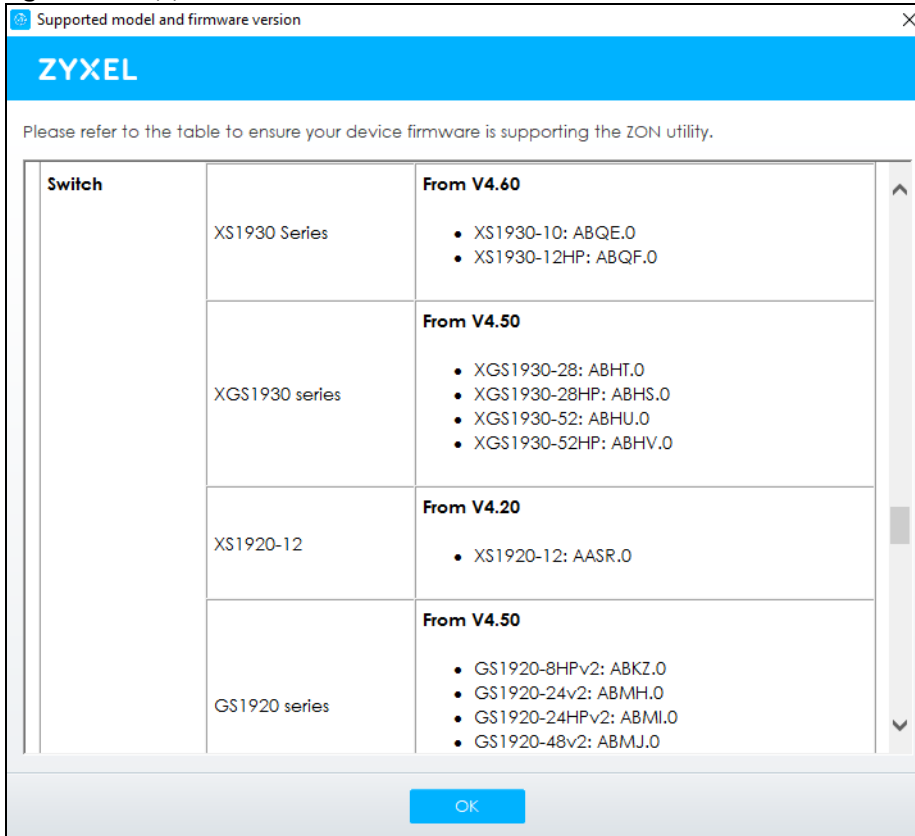 Supported model and firmware version
ZYXEL
Please refer to the table to ensure your device firmware is supporting the ZON utility.
Switch
XS1930 Series
From V4.60
• XS1930-10: ABQE.0
• XS1930-12HP: ABQF.0
XGS1930 series
From V4.50
• XGS1930-28: ABHT.0
• XGS1930-28HP: ABHS.0
• XGS1930-52: ABHU.0
• XGS1930-52HP: ABHV.0
XS1920-12
From V4.20
• XS1920-12: AASR.0
GS1920 series
From V4.50
• GS1920-8HPv2: ABKZ.0
• GS1920-24v2: ABMH.0
• GS1920-24HPv2: ABMI.0
• GS1920-48v2: ABMJ.0
OK